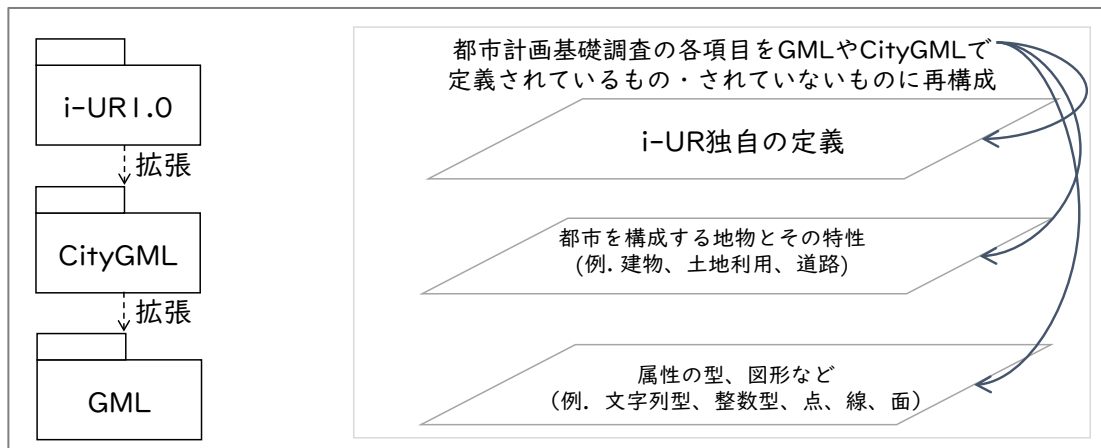 i-UR1.0
拡張
CityGML
拡張
GML
都市計画基礎調査の各項目をGMLやCityGMLで
定義されているもの・されていないものに再構成
i-UR独自の定義
都市を構成する地物とその特性
(例. 建物、土地利用、道路)
属性の型、図形など
（例. 文字列型、整数型、点、線、面）